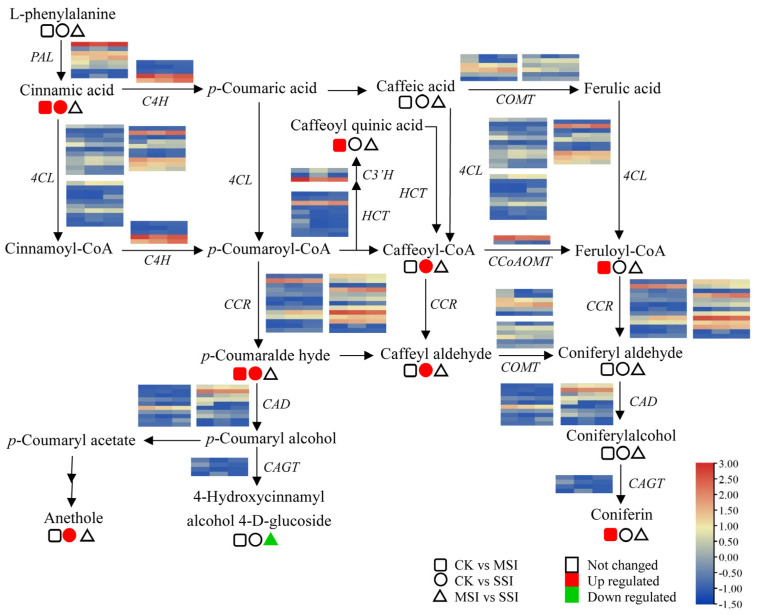 L-phenylalanine
PAL
Cinnamic acid
C4H
p-Coumaric acid
Caffeic acid
COMT
Ferulic acid
Caffeoyl quinic acid
C3’H
4CL
4CL
HCT
HCT
4CL
4CL
Cinnamoyl-CoA
C4H
p-Coumaroyl-CoA
Caffeoyl-CoA
CCoAOMT
Feruloyl-CoA
CCR
CCR
CCR
p-Coumaralde hyde
Caffeyl aldehyde
COMT
Coniferyl aldehyde
CAD
CAD
p-Coumaryl acetate
p-Coumaryl alcohol
Coniferylalcohol
CAGT
CAGT
4-Hydroxycinnamyl
alcohol 4-D-glucoside
Anethole
Coniferin
CK vs MSI
CK vs SSI
MSI vs SSI
Not changed
Up regulated
Down regulated
3.00
2.50
2.00
1.50
1.00
0.50
0.00
-0.50
-1.00
-1.50